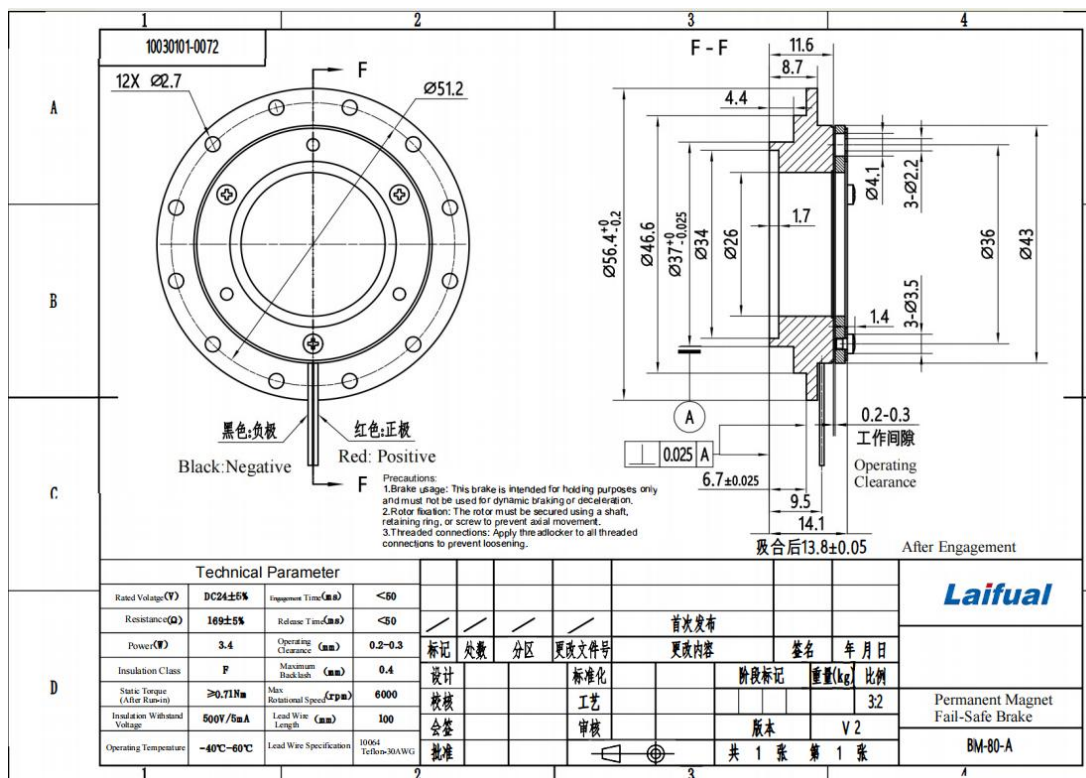 1 2 3 4
10030101-0072
12X Ø2.7
F
Ø51.2
F - F
11.6
8.7
4.4
Ø56.4+0 -0.2
Ø46.6
Ø37+0 -0.025
Ø34
Ø26
1.7
Ø4.1
3-Ø2.2
Ø36
Ø43
3-Ø3.5
1.4
A
B
C
D
黑色:负极
红色:正极
Black:Negative
Red: Positive
F
A
⊥ 0.025 A
0.2-0.3
工作间隙
Operating
Clearance
6.7±0.025
9.5
14.1
吸合后13.8±0.05
After Engagement
Precautions:
1.Brake usage: This brake is intended for holding purposes only
and must not be used for dynamic braking of deceleration.
2.Rotor fixation: The rotor must be secured using a shaft,
retaining ring, or screw to prevent axial movement.
3.Threaded connections: Apply threadlocker to all threaded
connections to prevent loosening.
Technical Parameter
Rated Volatge(V) DC24±5% Engagement Time(ms) <50
Resistance(Ω) 169±5% Release Time(ms) <50
Power(W) 3.4 Operating Clearance (mm) 0.2-0.3
Insulation Class F Maximum Backlash (mm) 0.4
Static Torque (After Run-in) ≥0.71Nm Max Rotational Speed(rpm) 6000
Insulation Withstand Voltage 500V/5mA Lead Wire Length (mm) 100
Operating Temperature -40℃-60℃ Lead Wire Specification 10064 Teflon-30AWG
首次发布
标记 处数 分区 更改文件号 更改内容 签名 年 月 日
设计 标准化 阶段标记 重量(kg) 比例
校核 工艺 3:2
会签 审核 版本 V 2
批准 共 1 张 第 1 张
Laifual
Permanent Magnet
Fail-Safe Brake
BM-80-A
1 2 3 4